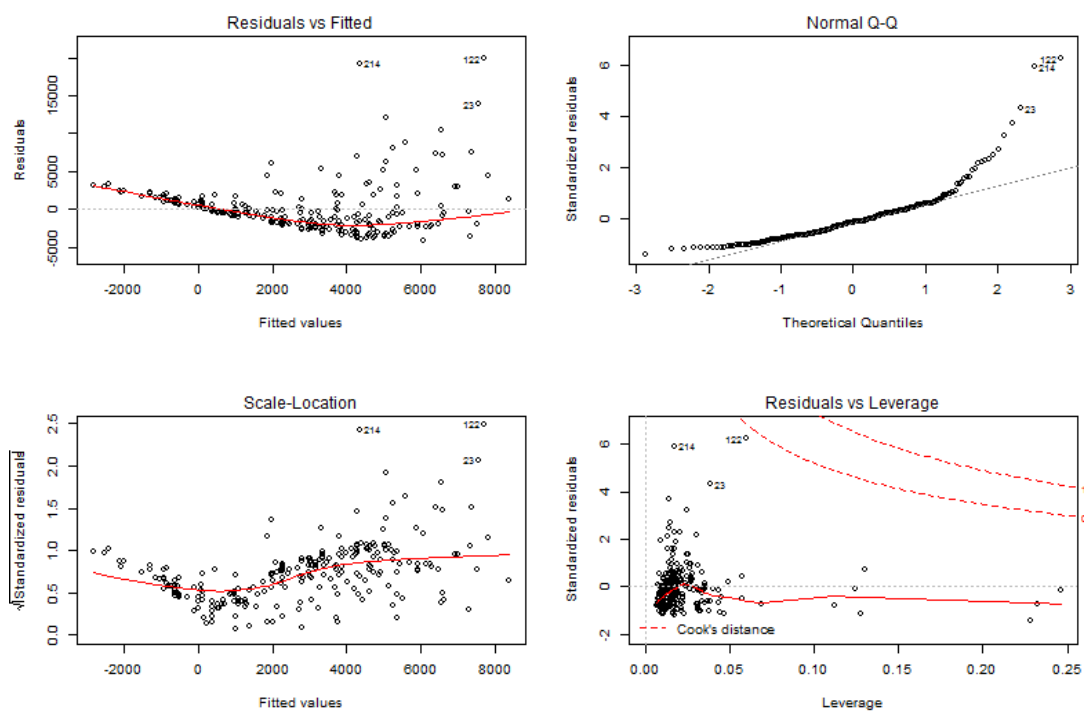 Residuals vs Fitted
Residuals
-5000 0 5000 15000
214
122
23
-2000 0 2000 4000 6000 8000
Fitted values
Normal Q-Q
Standardized residuals
0 2 4 6
122
214
23
-3 -2 -1 0 1 2 3
Theoretical Quantiles
Scale-Location
√|Standardized residuals|
0.0 0.5 1.0 1.5 2.0 2.5
214
122
23
-2000 0 2000 4000 6000 8000
Fitted values
Residuals vs Leverage
Standardized residuals
-2 0 2 4 6
214
122
23
Cook's distance
0.00 0.05 0.10 0.15 0.20 0.25
Leverage